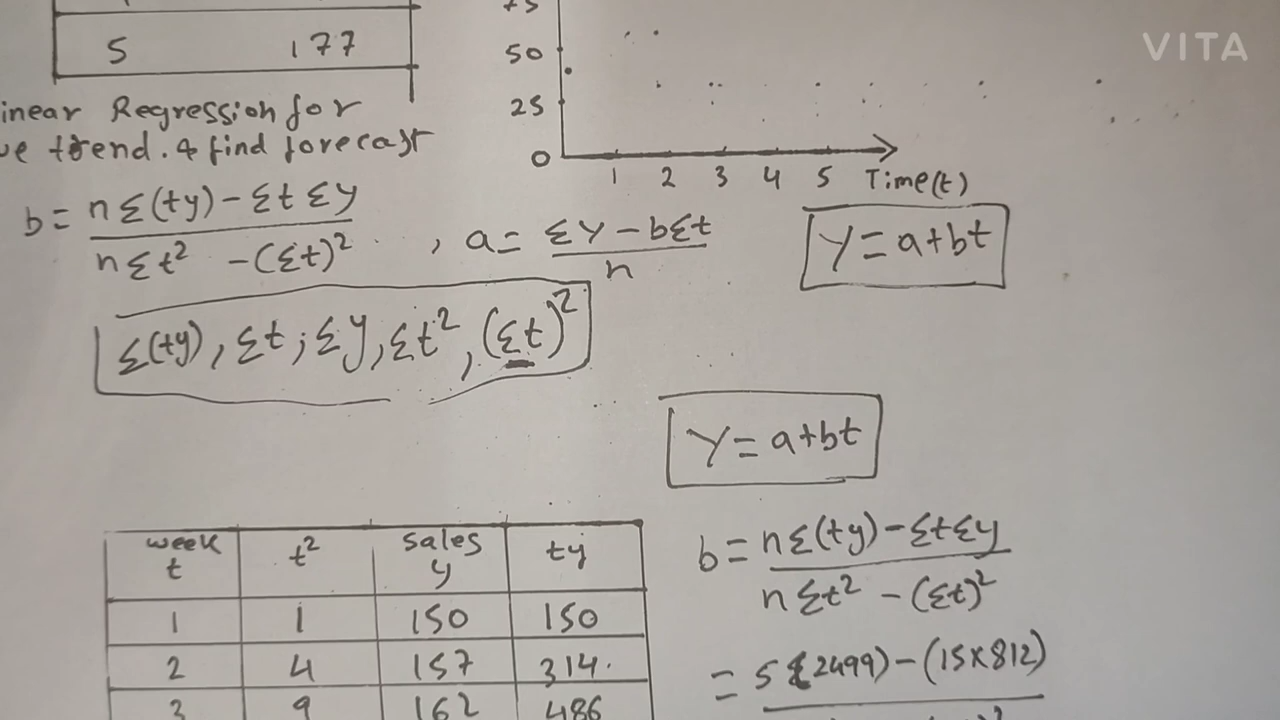 VITA
5 177
50
25
0
1 2 3 4 5 Time(t)
inear Regression for
ve trend. & find forecast
b = nΣ(ty) - Σt Σy / nΣt² - (Σt)² , a = Σy - bΣt / n
Y = a+bt
Σ(ty), Σt; Σy, Σt², (Σt)²
Y = a+bt
week t t² sales y ty
1 1 150 150
2 4 157 314.
3 9 162 486
b = nΣ(ty) - ΣtΣy / nΣt² - (Σt)²
= 5(2499) - (15×812)